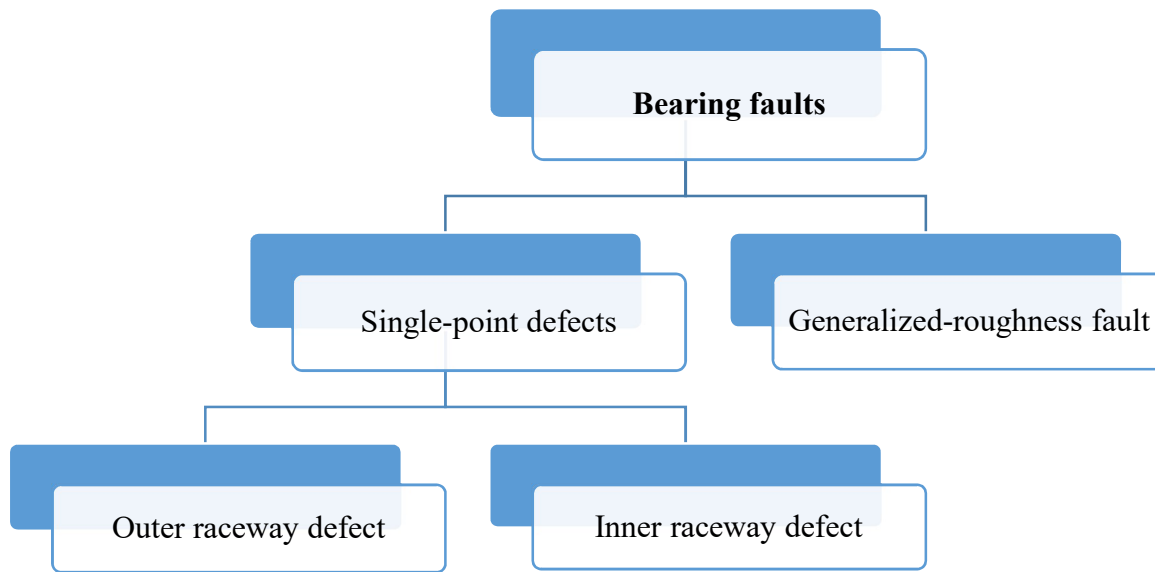 Bearing faults
Single-point defects
Generalized-roughness fault
Outer raceway defect
Inner raceway defect